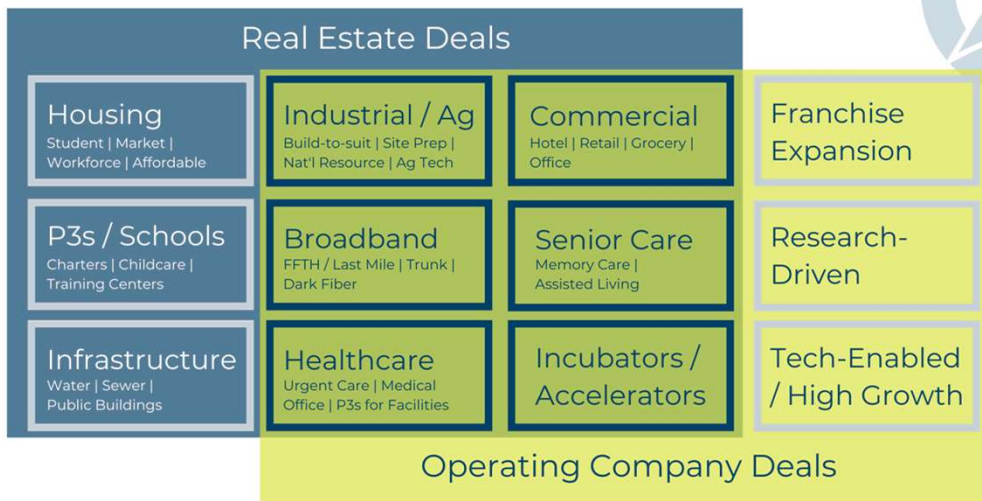 Real Estate Deals
Housing
Student | Market |
Workforce | Affordable
Industrial / Ag
Build-to-suit | Site Prep |
Nat'l Resource | Ag Tech
Commercial
Hotel | Retail | Grocery |
Office
Franchise
Expansion
P3s / Schools
Charters | Childcare |
Training Centers
Broadband
FFTH / Last Mile | Trunk |
Dark Fiber
Senior Care
Memory Care |
Assisted Living
Research-
Driven
Infrastructure
Water | Sewer |
Public Buildings
Healthcare
Urgent Care | Medical
Office | P3s for Facilities
Incubators /
Accelerators
Tech-Enabled
/ High Growth
Operating Company Deals